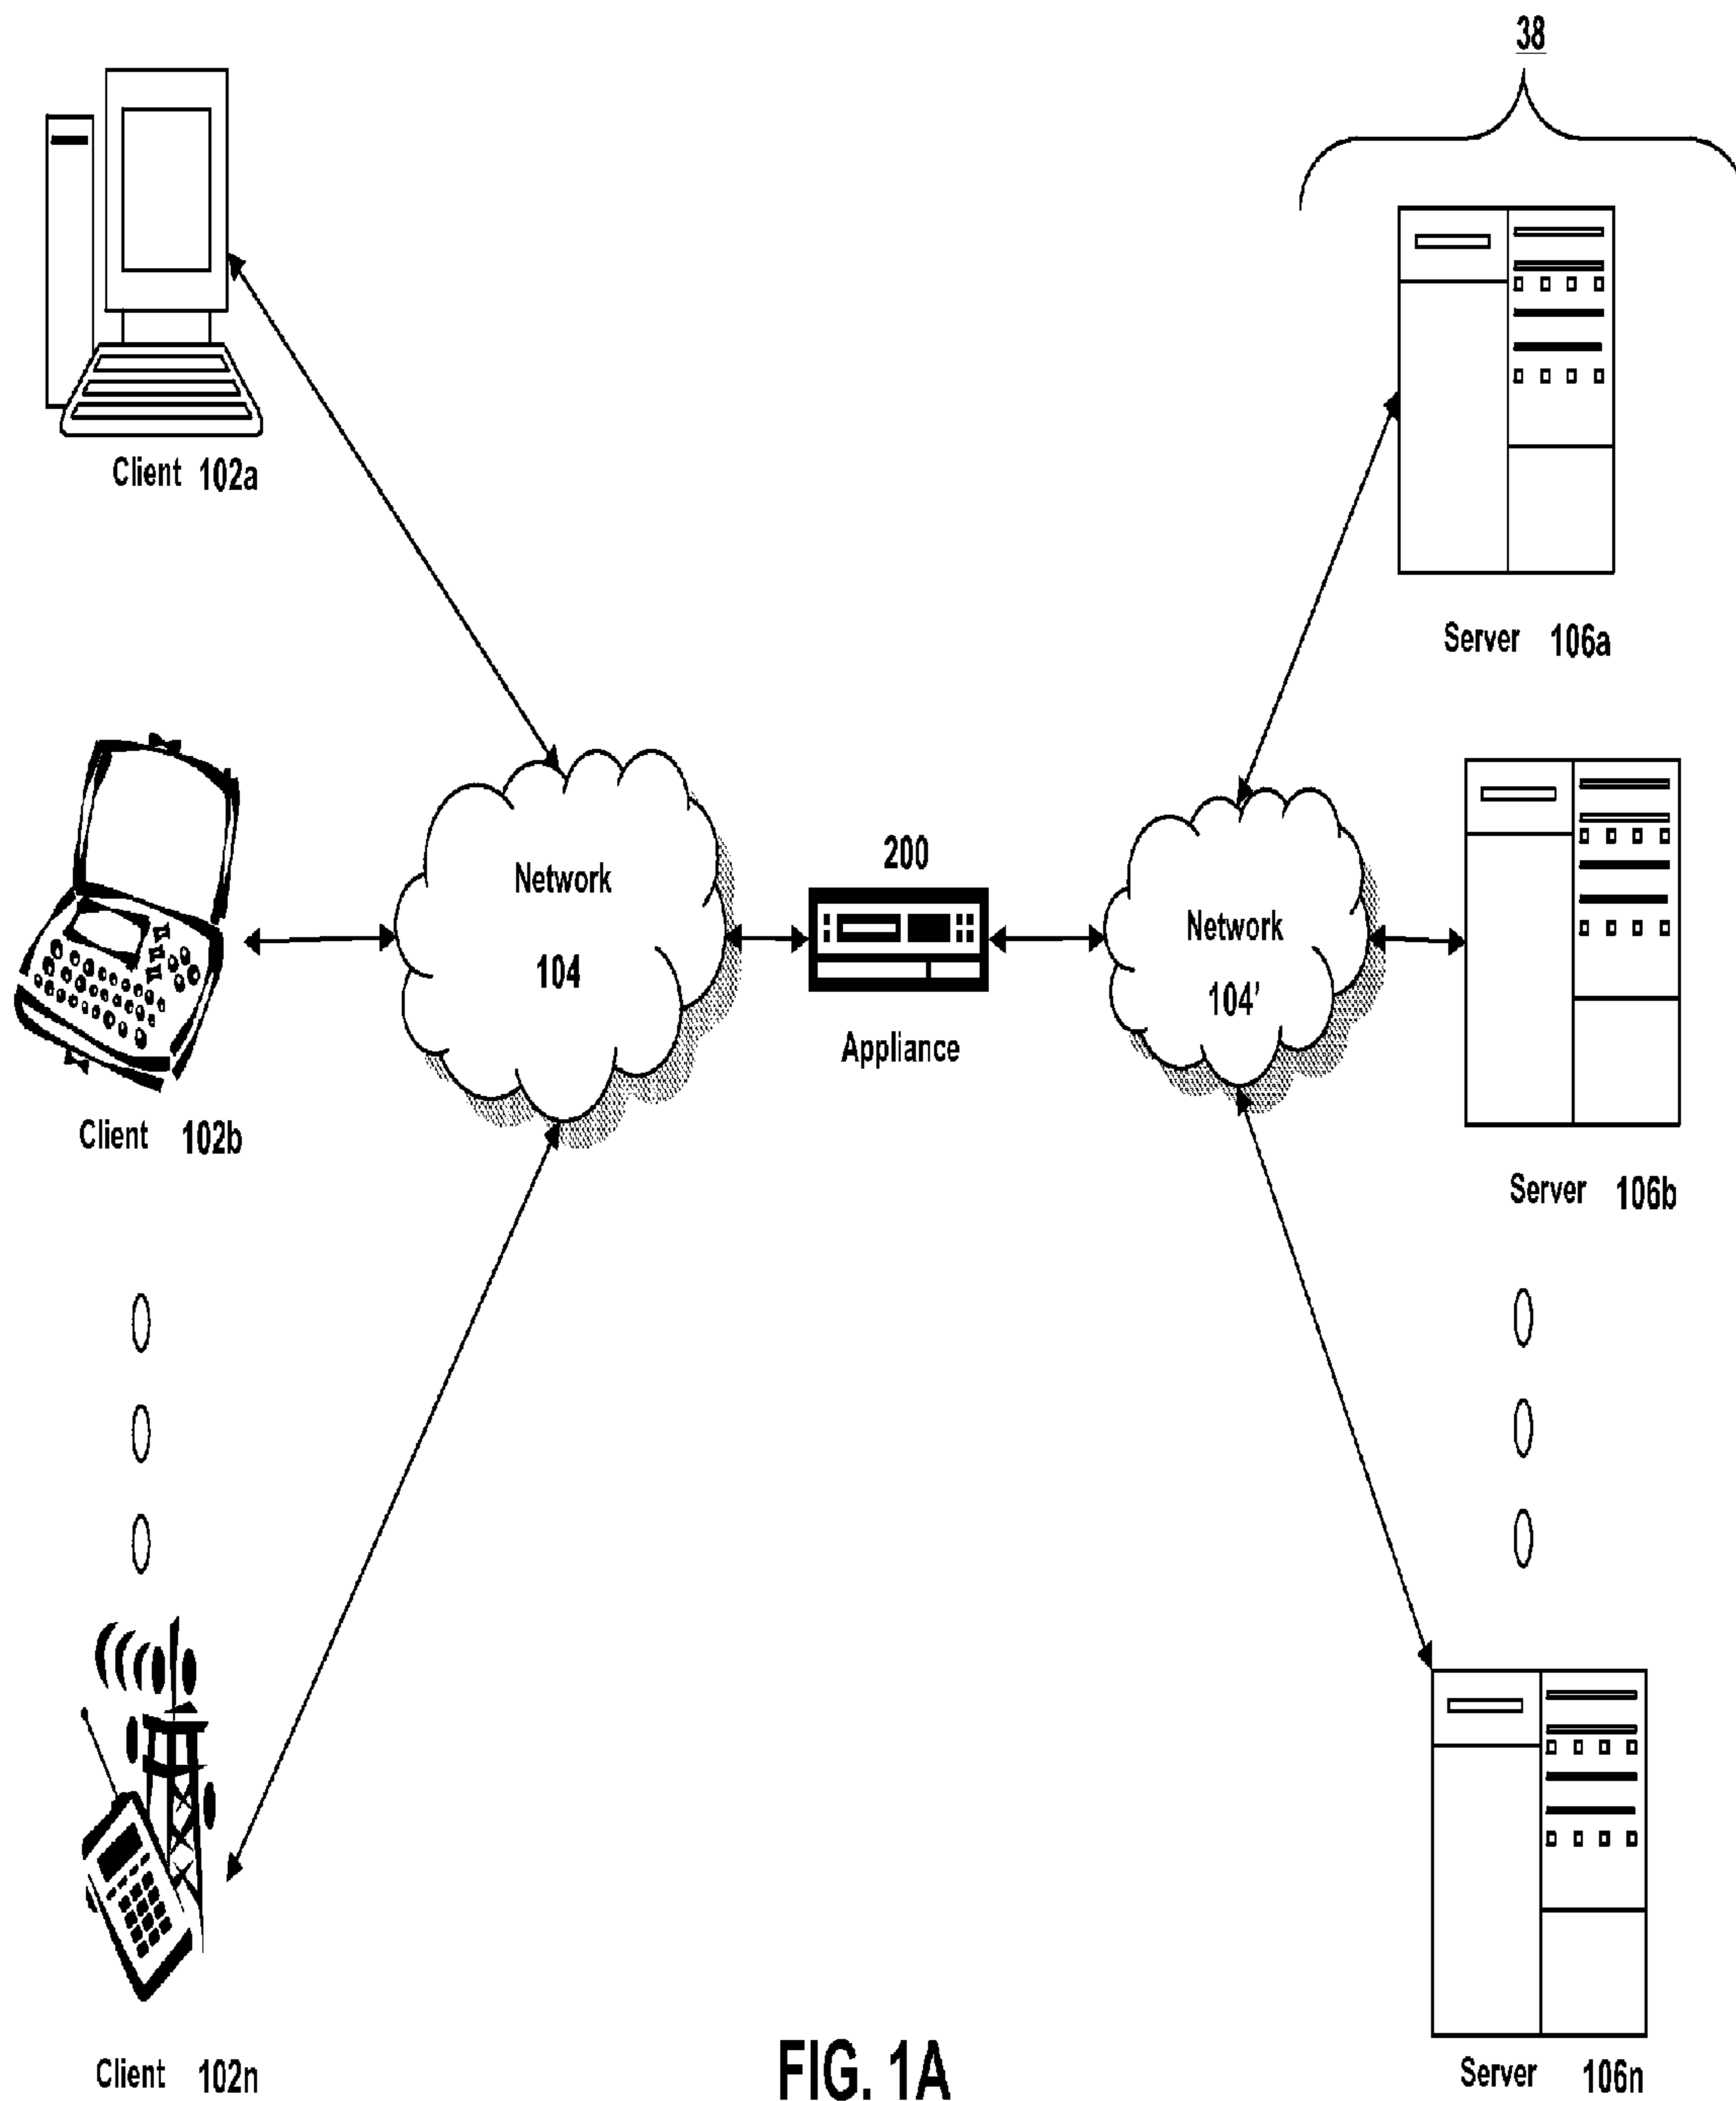 38
Client 102a
Server 106a
Network
104
200
Appliance
Network
104'
Client 102b
Server 106b
Client 102n
Server 106n
FIG. 1A